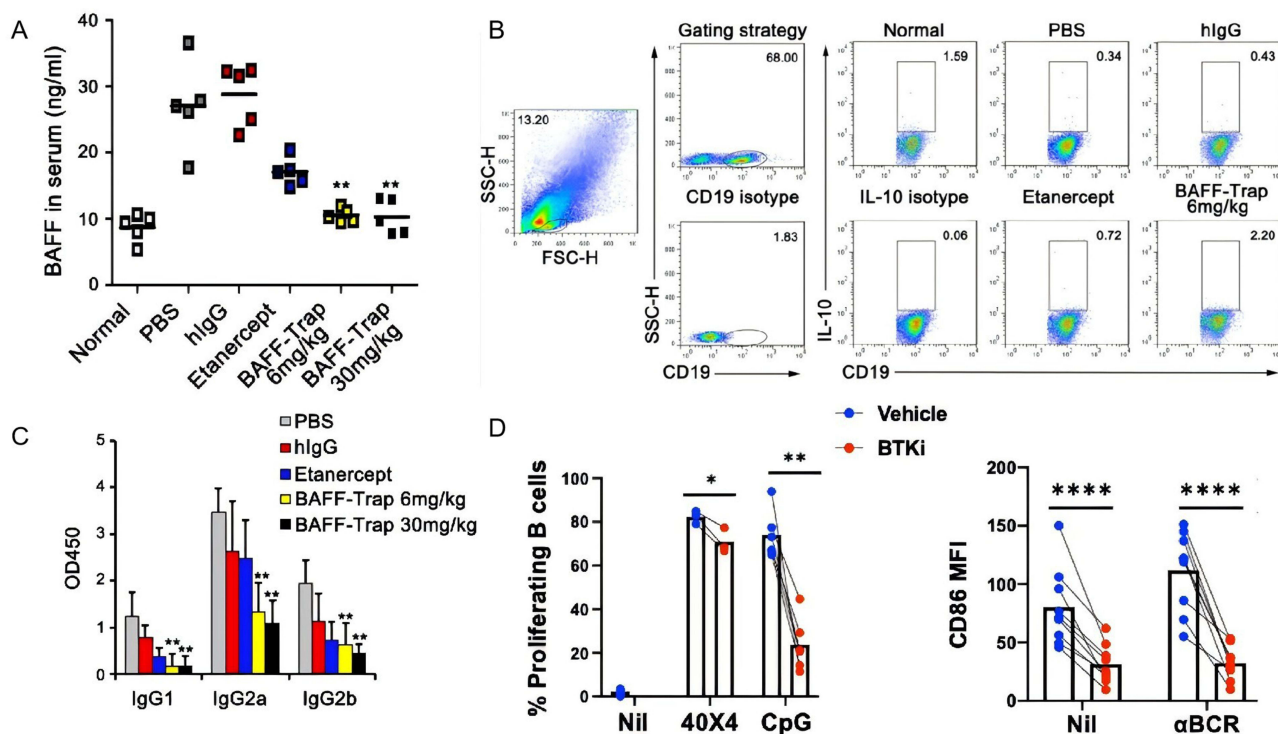 A
BAFF in serum (ng/ml)
40
30
20
10
0
**
**
Normal
PBS
hIgG
Etanercept
BAFF-Trap
6mg/kg
BAFF-Trap
30mg/kg
B
Gating strategy
Normal
PBS
hIgG
68.00
1.59
0.34
0.43
13.20
SSC-H
FSC-H
SSC-H
CD19 isotype
IL-10 isotype
Etanercept
BAFF-Trap
6mg/kg
1.83
0.06
0.72
2.20
SSC-H
IL-10
CD19
CD19
C
PBS
hIgG
Etanercept
BAFF-Trap 6mg/kg
BAFF-Trap 30mg/kg
OD450
5
4
3
2
1
0
**
**
**
**
**
**
IgG1
IgG2a
IgG2b
D
Vehicle
BTKi
% Proliferating B cells
100
80
60
40
20
0
*
**
Nil
40X4
CpG
CD86 MFI
200
150
100
50
0
****
****
Nil
αBCR